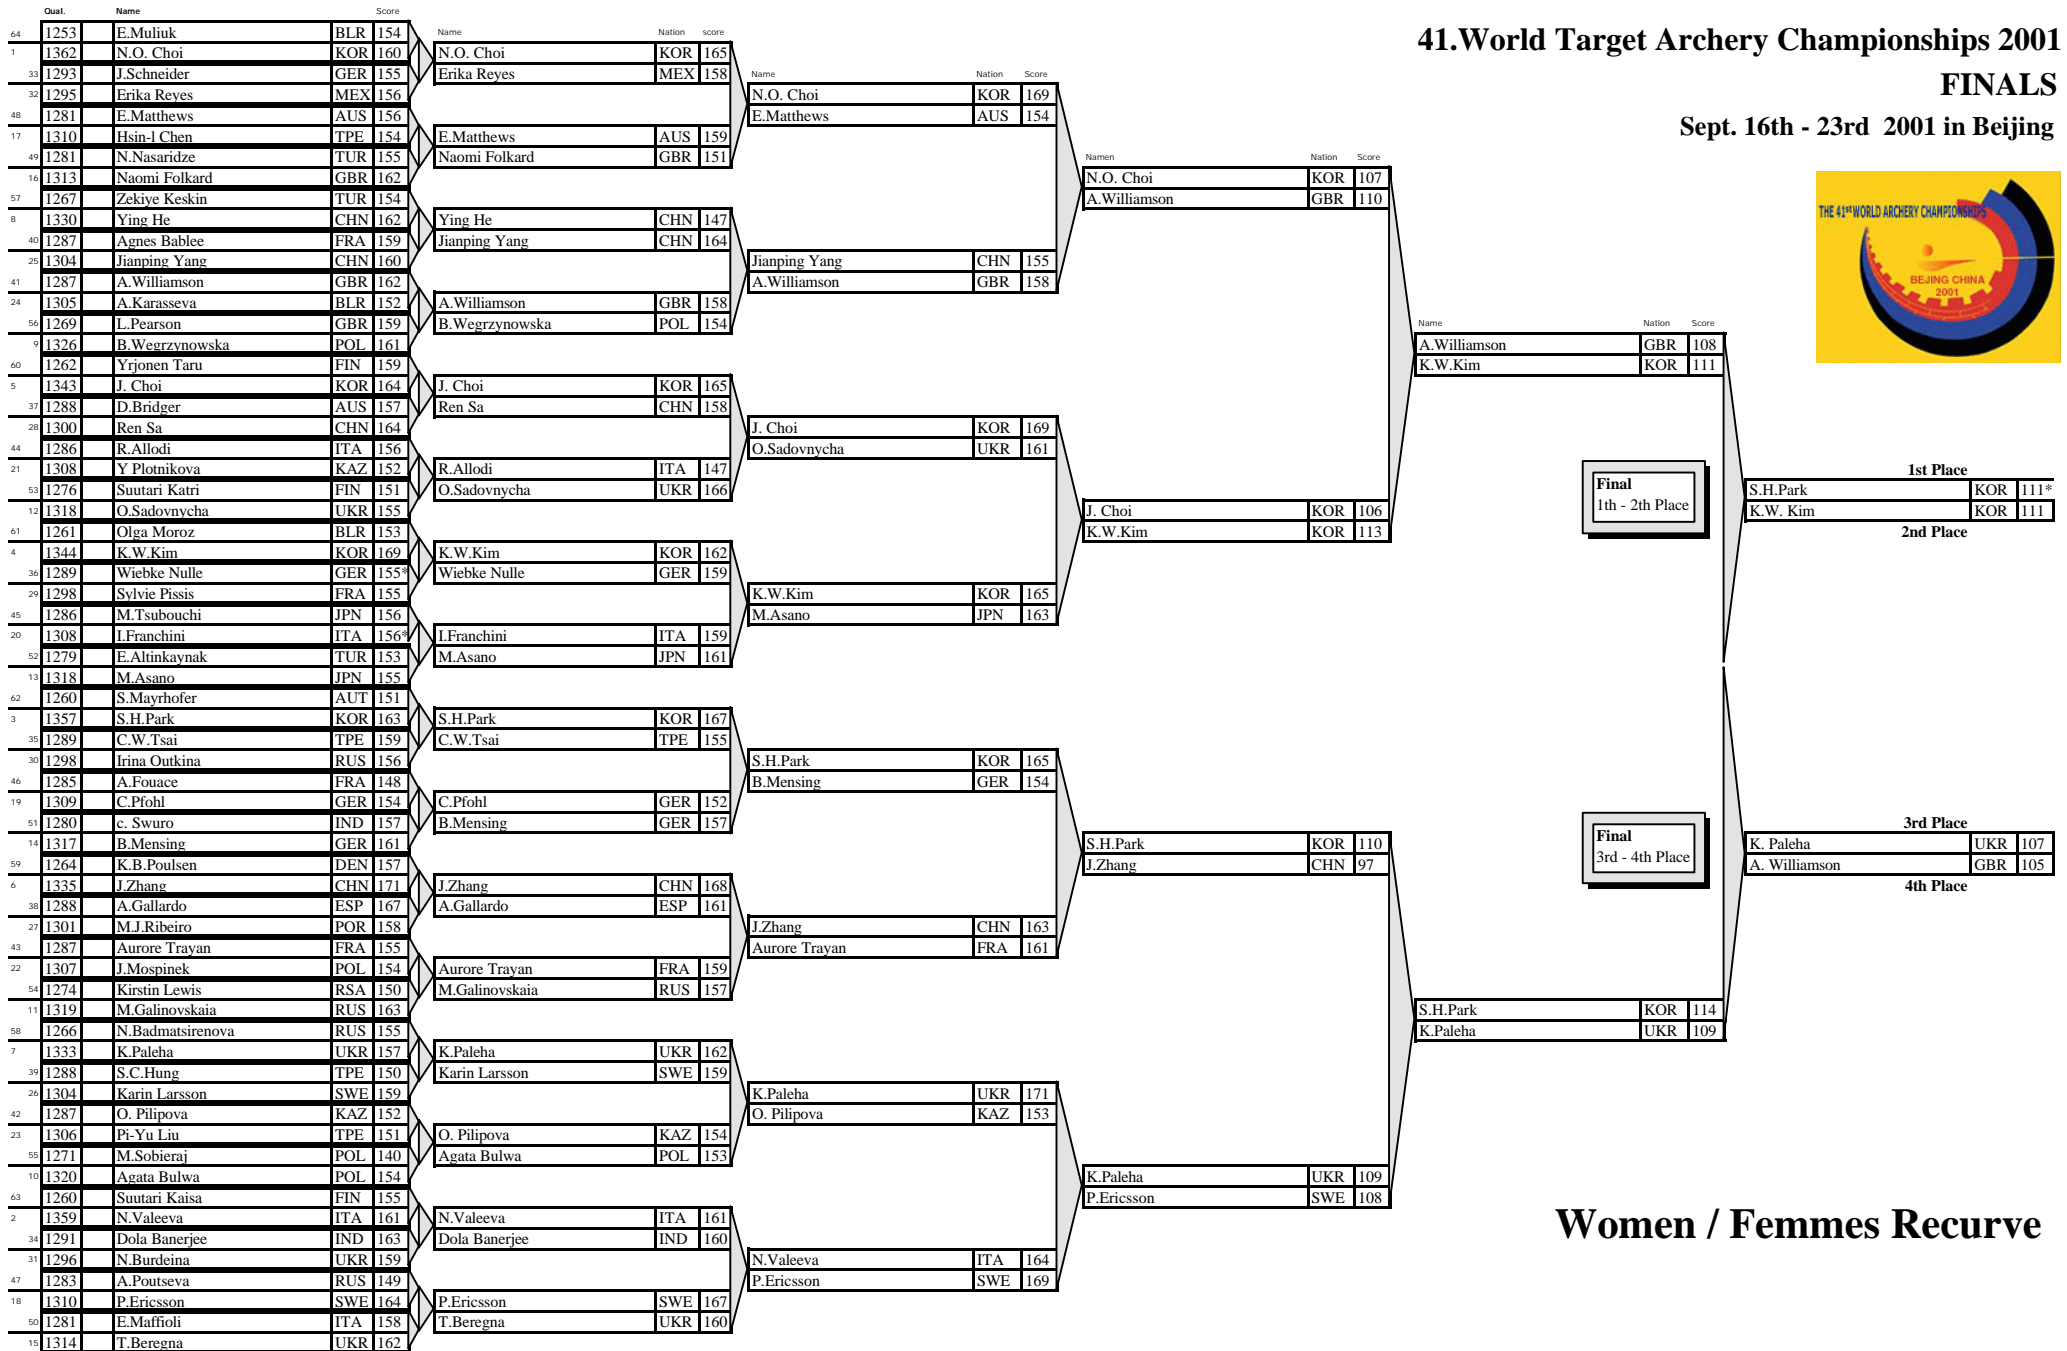 41.World Target Archery Championships 2001
FINALS
Sept. 16th - 23rd 2001 in Beijing
THE 41st WORLD ARCHERY CHAMPIONSHIPS
BEIJING CHINA
2001
Qual. Name Score
64 1253 E.Muliuk BLR 154
1 1362 N.O. Choi KOR 160
33 1293 J.Schneider GER 155
32 1295 Erika Reyes MEX 156
48 1281 E.Matthews AUS 156
17 1310 Hsin-l Chen TPE 154
49 1281 N.Nasaridze TUR 155
16 1313 Naomi Folkard GBR 162
57 1267 Zekiye Keskin TUR 154
8 1330 Ying He CHN 162
40 1287 Agnes Bablee FRA 159
25 1304 Jianping Yang CHN 160
41 1287 A.Williamson GBR 162
24 1305 A.Karasseva BLR 152
56 1269 L.Pearson GBR 159
9 1326 B.Wegrzynowska POL 161
60 1262 Yrjonen Taru FIN 159
5 1343 J. Choi KOR 164
37 1288 D.Bridger AUS 157
28 1300 Ren Sa CHN 164
44 1286 R.Allodi ITA 156
21 1308 Y Plotnikova KAZ 152
53 1276 Suutari Katri FIN 151
12 1318 O.Sadovnycha UKR 155
61 1261 Olga Moroz BLR 153
4 1344 K.W.Kim KOR 169
36 1289 Wiebke Nulle GER 155*
29 1298 Sylvie Pissis FRA 155
45 1286 M.Tsubouchi JPN 156
20 1308 I.Franchini ITA 156*
52 1279 E.Altinkaynak TUR 153
13 1318 M.Asano JPN 155
62 1260 S.Mayrhofer AUT 151
3 1357 S.H.Park KOR 163
35 1289 C.W.Tsai TPE 159
30 1298 Irina Outkina RUS 156
46 1285 A.Fouace FRA 148
19 1309 C.Pfohl GER 154
51 1280 c. Swuro IND 157
14 1317 B.Mensing GER 161
59 1264 K.B.Poulsen DEN 157
6 1335 J.Zhang CHN 171
38 1288 A.Gallardo ESP 167
27 1301 M.J.Ribeiro POR 158
43 1287 Aurore Trayan FRA 155
22 1307 J.Mospinek POL 154
54 1274 Kirstin Lewis RSA 150
11 1319 M.Galinovskaia RUS 163
58 1266 N.Badmatsirenova RUS 155
7 1333 K.Paleha UKR 157
39 1288 S.C.Hung TPE 150
26 1304 Karin Larsson SWE 159
42 1287 O. Pilipova KAZ 152
23 1306 Pi-Yu Liu TPE 151
55 1271 M.Sobieraj POL 140
10 1320 Agata Bulwa POL 154
63 1260 Suutari Kaisa FIN 155
2 1359 N.Valeeva ITA 161
34 1291 Dola Banerjee IND 163
31 1296 N.Burdeina UKR 159
47 1283 A.Poutseva RUS 149
18 1310 P.Ericsson SWE 164
50 1281 E.Maffioli ITA 158
15 1314 T.Beregna UKR 162
Name Nation score
N.O. Choi KOR 165
Erika Reyes MEX 158
E.Matthews AUS 159
Naomi Folkard GBR 151
Ying He CHN 147
Jianping Yang CHN 164
A.Williamson GBR 158
B.Wegrzynowska POL 154
J. Choi KOR 165
Ren Sa CHN 158
R.Allodi ITA 147
O.Sadovnycha UKR 166
K.W.Kim KOR 162
Wiebke Nulle GER 159
I.Franchini ITA 159
M.Asano JPN 161
S.H.Park KOR 167
C.W.Tsai TPE 155
C.Pfohl GER 152
B.Mensing GER 157
J.Zhang CHN 168
A.Gallardo ESP 161
Aurore Trayan FRA 159
M.Galinovskaia RUS 157
K.Paleha UKR 162
Karin Larsson SWE 159
O. Pilipova KAZ 154
Agata Bulwa POL 153
N.Valeeva ITA 161
Dola Banerjee IND 160
P.Ericsson SWE 167
T.Beregna UKR 160
Name Nation Score
N.O. Choi KOR 169
E.Matthews AUS 154
Jianping Yang CHN 155
A.Williamson GBR 158
J. Choi KOR 169
O.Sadovnycha UKR 161
K.W.Kim KOR 165
M.Asano JPN 163
S.H.Park KOR 165
B.Mensing GER 154
J.Zhang CHN 163
Aurore Trayan FRA 161
K.Paleha UKR 171
O. Pilipova KAZ 153
N.Valeeva ITA 164
P.Ericsson SWE 169
Namen Nation Score
N.O. Choi KOR 107
A.Williamson GBR 110
J. Choi KOR 106
K.W.Kim KOR 113
S.H.Park KOR 110
J.Zhang CHN 97
K.Paleha UKR 109
P.Ericsson SWE 108
Name Nation Score
A.Williamson GBR 108
K.W.Kim KOR 111
S.H.Park KOR 114
K.Paleha UKR 109
Final
1th - 2th Place
1st Place
S.H.Park KOR 111*
K.W. Kim KOR 111
2nd Place
Final
3rd - 4th Place
3rd Place
K. Paleha UKR 107
A. Williamson GBR 105
4th Place
Women / Femmes Recurve